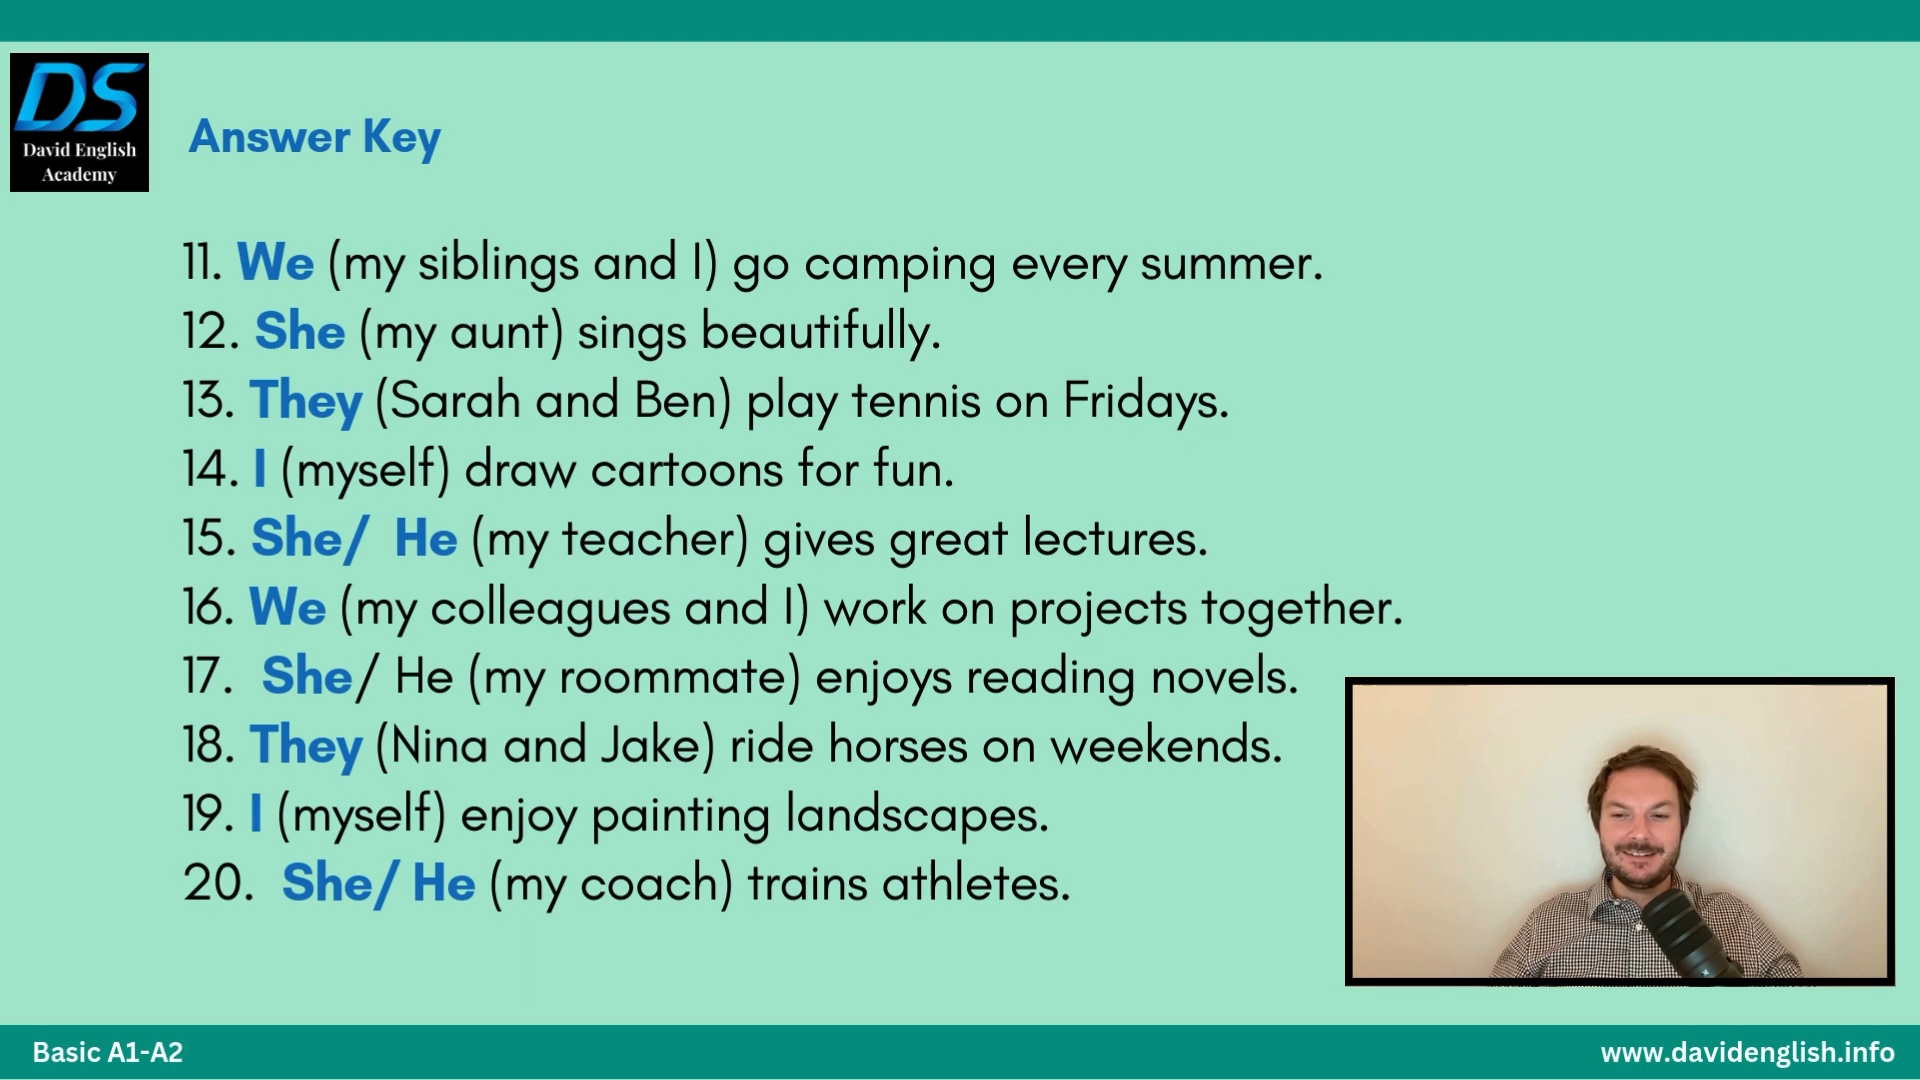 DS
David English
Academy
Answer Key
11. We (my siblings and I) go camping every summer.
12. She (my aunt) sings beautifully.
13. They (Sarah and Ben) play tennis on Fridays.
14. I (myself) draw cartoons for fun.
15. She/ He (my teacher) gives great lectures.
16. We (my colleagues and I) work on projects together.
17. She/ He (my roommate) enjoys reading novels.
18. They (Nina and Jake) ride horses on weekends.
19. I (myself) enjoy painting landscapes.
20. She/ He (my coach) trains athletes.
Basic A1-A2
www.davidenglish.info